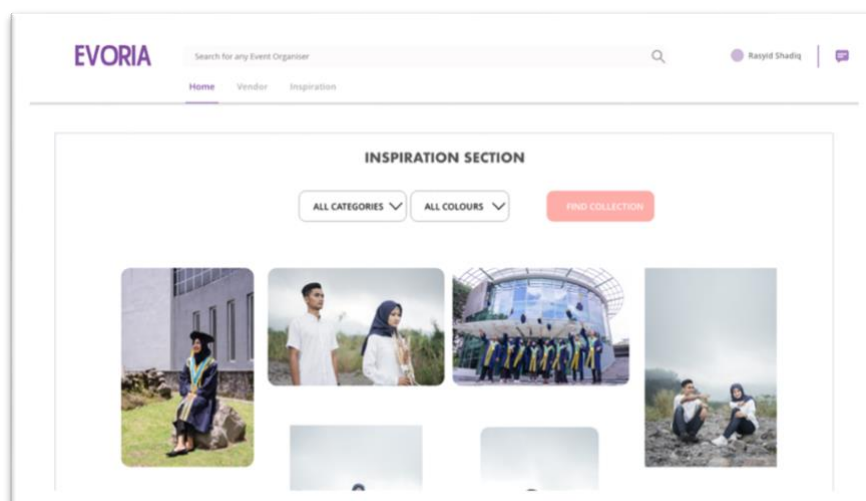 EVORIA
Search for any Event Organiser
Rasyid Shadiq
Home Vendor Inspiration
INSPIRATION SECTION
ALL CATEGORIES ALL COLOURS FIND COLLECTION